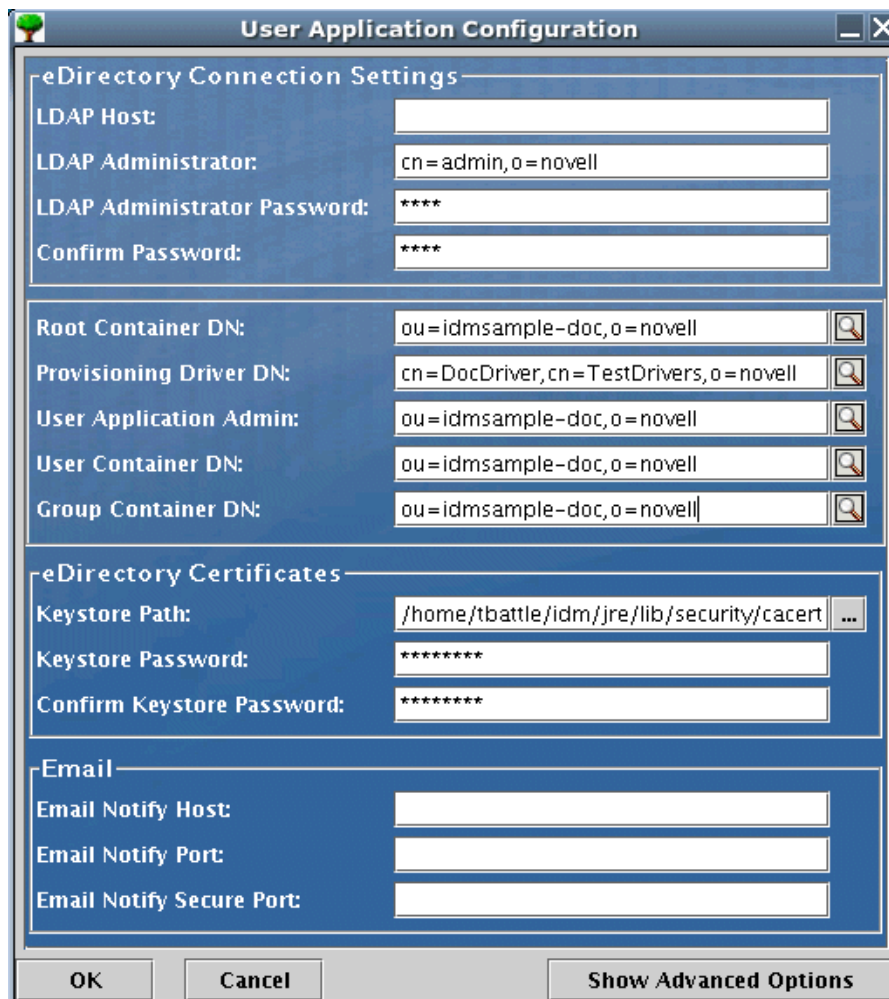 User Application Configuration
eDirectory Connection Settings
LDAP Host:
LDAP Administrator: cn=admin,o=novell
LDAP Administrator Password: ****
Confirm Password: ****
Root Container DN: ou=idmsample-doc,o=novell
Provisioning Driver DN: cn=DocDriver,cn=TestDrivers,o=novell
User Application Admin: ou=idmsample-doc,o=novell
User Container DN: ou=idmsample-doc,o=novell
Group Container DN: ou=idmsample-doc,o=novell
eDirectory Certificates
Keystore Path: /home/tbattle/idm/jre/lib/security/cacert ...
Keystore Password: ********
Confirm Keystore Password: ********
Email
Email Notify Host:
Email Notify Port:
Email Notify Secure Port:
OK Cancel Show Advanced Options